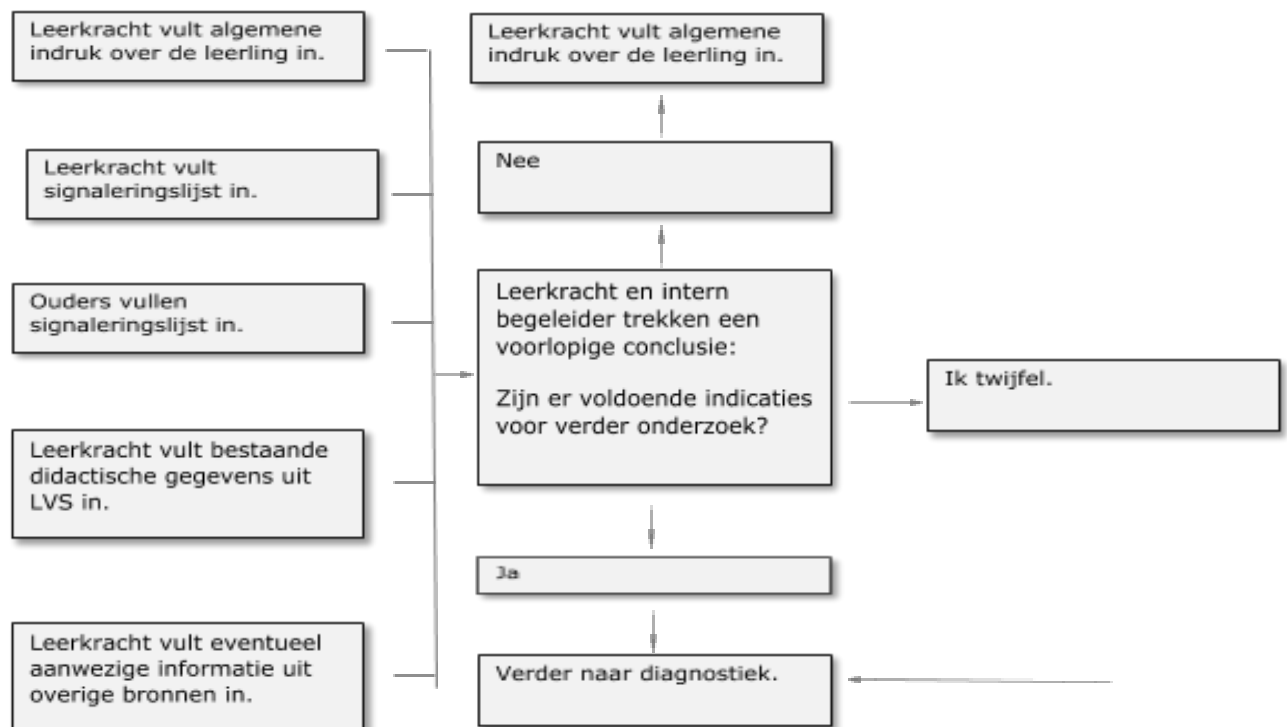 Leerkracht vult algemene
indruk over de leerling in.
Leerkracht vult
signaleringslijst in.
Ouders vullen
signaleringslijst in.
Leerkracht vult bestaande
didactische gegevens uit
LVS in.
Leerkracht vult eventueel
aanwezige informatie uit
overige bronnen in.
Leerkracht vult algemene
indruk over de leerling in.
Nee
Leerkracht en intern
begeleider trekken een
voorlopige conclusie:
Zijn er voldoende indicaties
voor verder onderzoek?
Ja
Verder naar diagnostiek.
Ik twijfel.